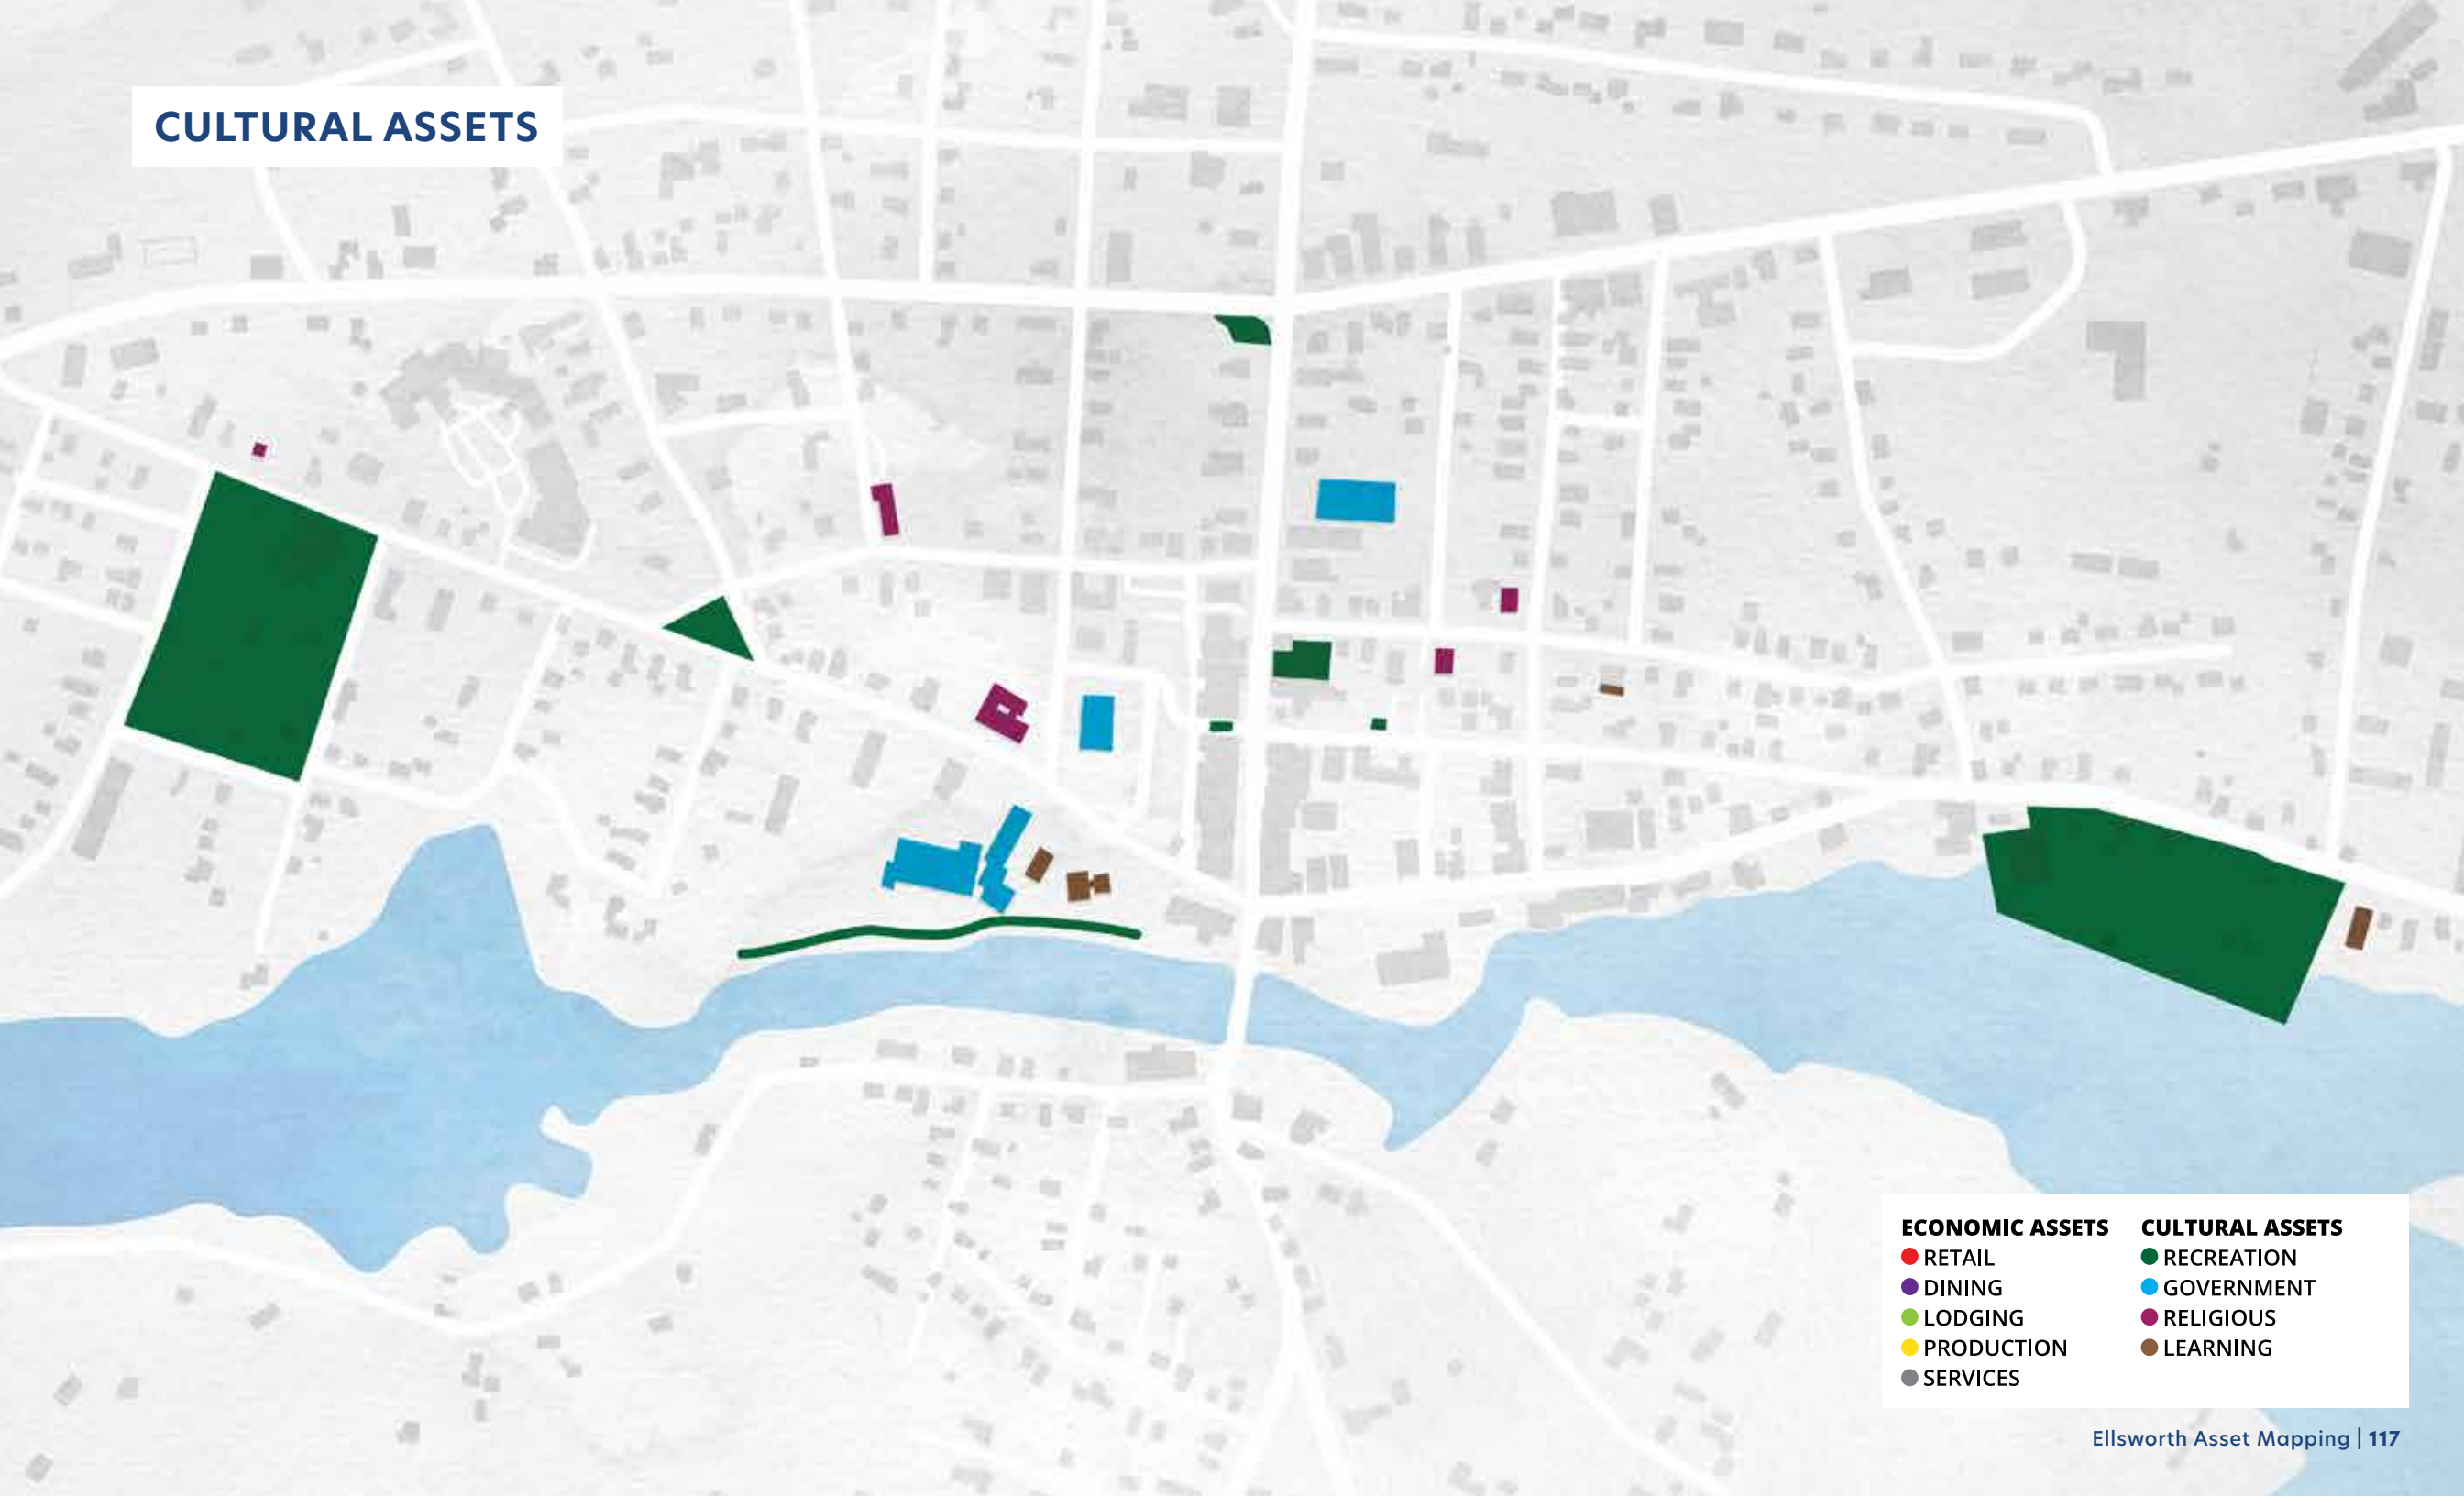 CULTURAL ASSETS
ECONOMIC ASSETS
RETAIL
DINING
LODGING
PRODUCTION
SERVICES
CULTURAL ASSETS
RECREATION
GOVERNMENT
RELIGIOUS
LEARNING
Ellsworth Asset Mapping | 117